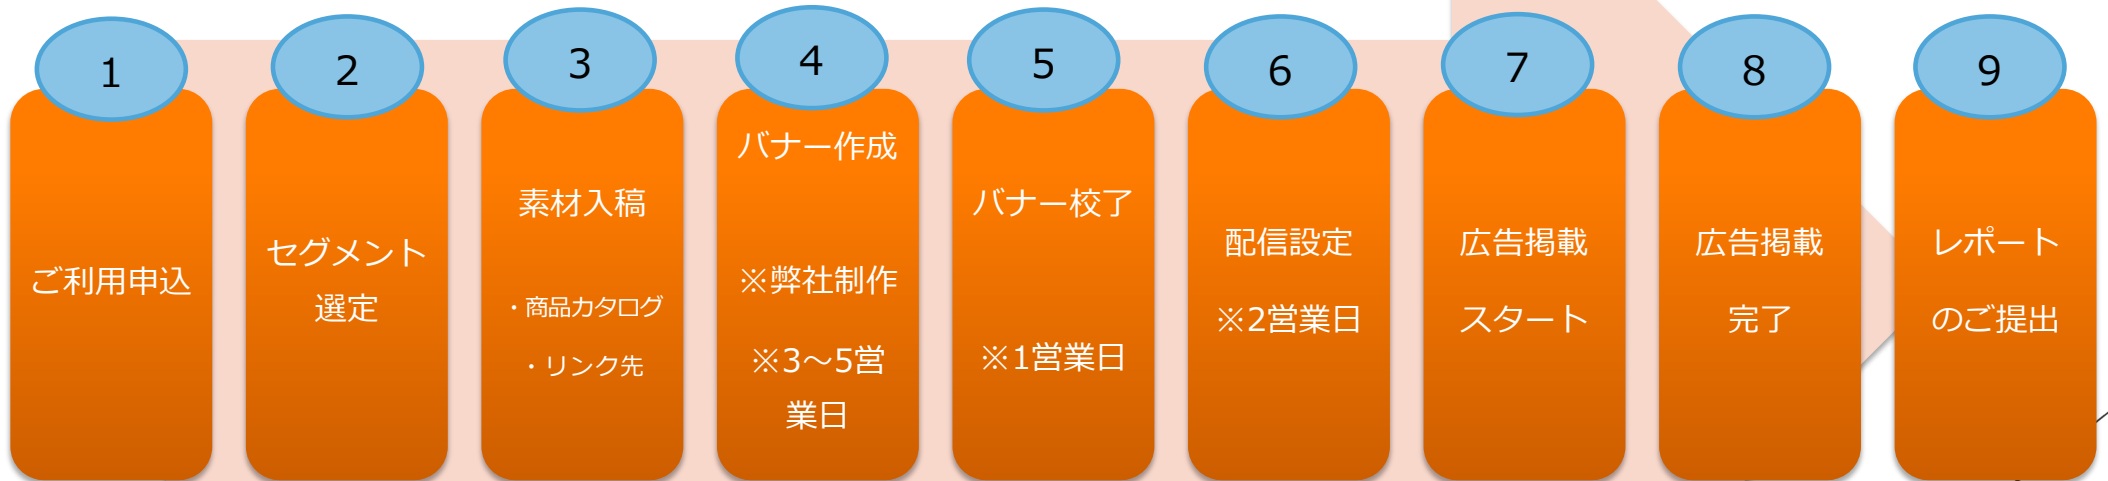 1
ご利用申込
2
セグメント
選定
3
素材入稿
・商品カタログ
・リンク先
4
バナー作成
※弊社制作
※3～5営
業日
5
バナー校了
※1営業日
6
配信設定
※2営業日
7
広告掲載
スタート
8
広告掲載
完了
9
レポート
のご提出